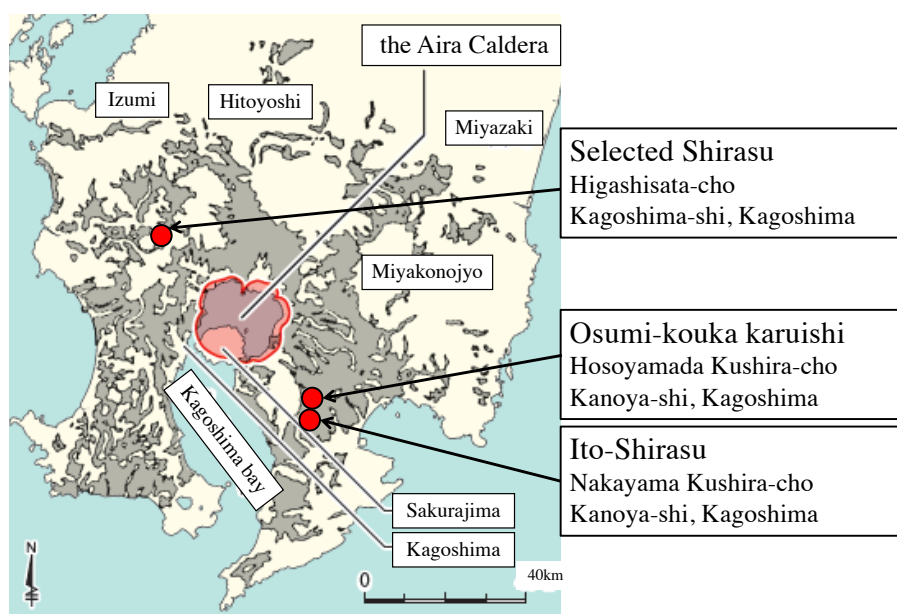 the Aira Caldera
Izumi
Hitoyoshi
Miyazaki
Selected Shirasu
Higashisata-cho
Kagoshima-shi, Kagoshima
Miyakonojyo
Osumi-kouka karuishi
Hosoyamada Kushira-cho
Kanoya-shi, Kagoshima
Kagoshima bay
Ito-Shirasu
Nakayama Kushira-cho
Kanoya-shi, Kagoshima
Sakurajima
Kagoshima
N
0
40km